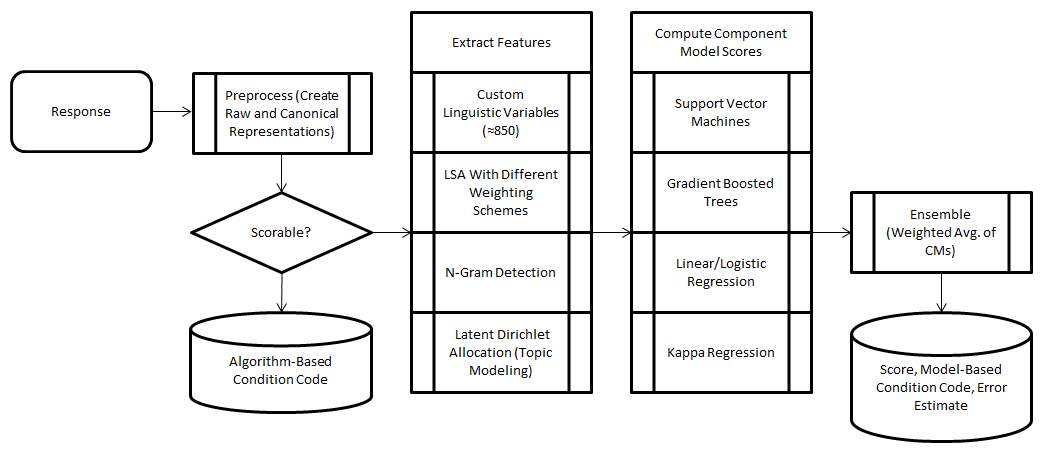 Response
Preprocess (Create
Raw and Canonical
Representations)
Scorable?
Algorithm-Based
Condition Code
Extract Features
Custom
Linguistic Variables
(≈850)
LSA With Different
Weighting
Schemes
N-Gram Detection
Latent Dirichlet
Allocation (Topic
Modeling)
Compute Component
Model Scores
Support Vector
Machines
Gradient Boosted
Trees
Linear/Logistic
Regression
Kappa Regression
Ensemble
(Weighted Avg. of
CMs)
Score, Model-Based
Condition Code, Error
Estimate